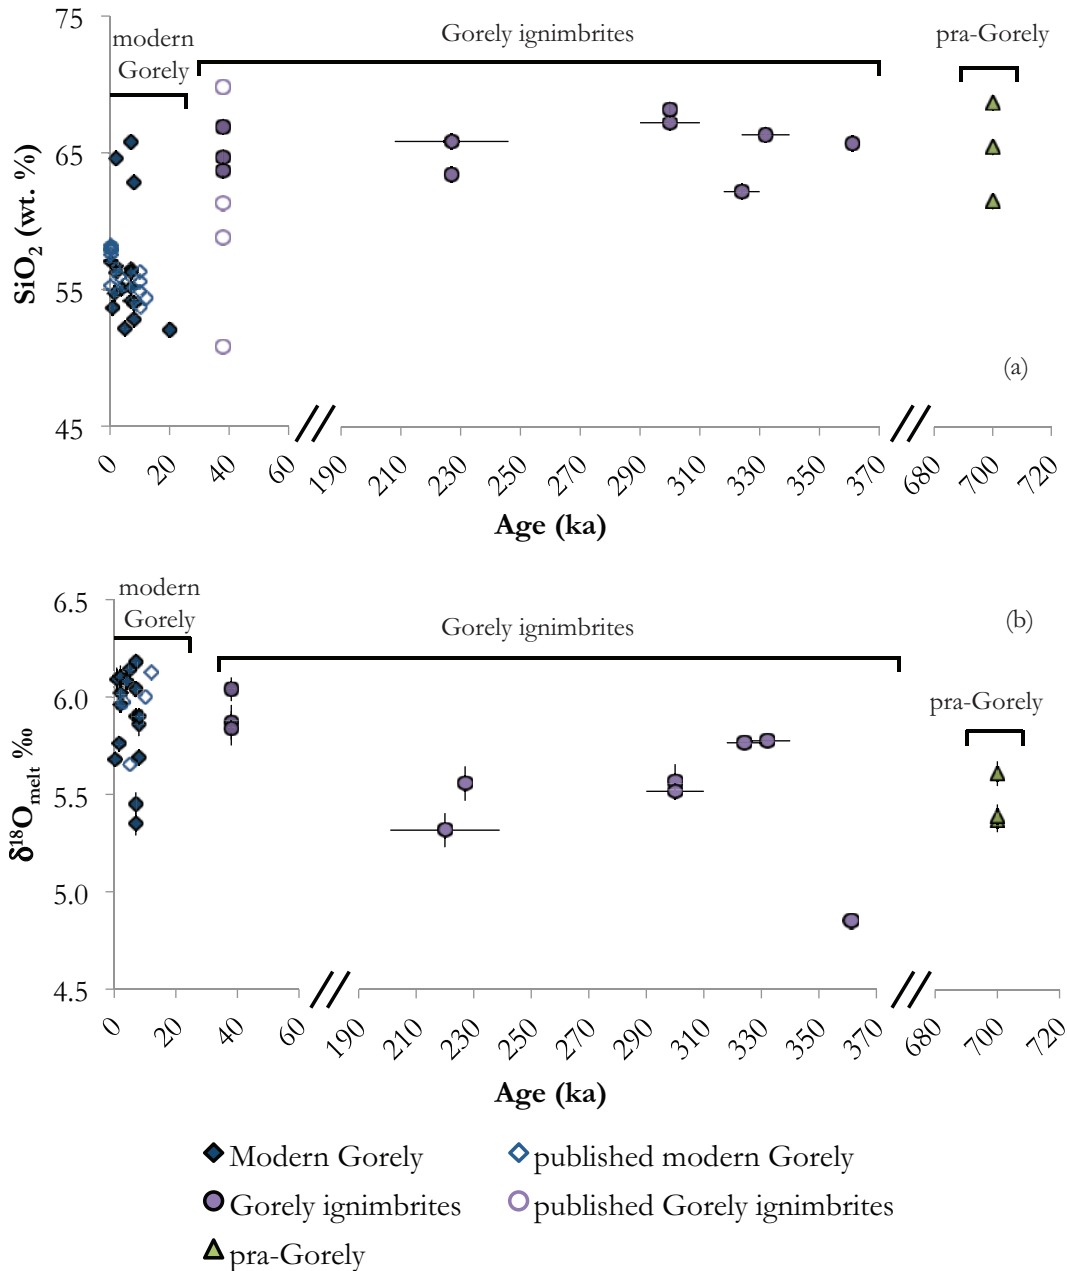 75
modern
Gorely
Gorely ignimbrites
pra-Gorely
65
SiO2 (wt. %)
55
(a)
45
0 20 40 60 190 210 230 250 270 290 310 330 350 370 680 700 720
Age (ka)
6.5
modern
Gorely
Gorely ignimbrites
(b)
6.0
pra-Gorely
5.5
δ18Omelt ‰
5.0
4.5
0 20 40 60 190 210 230 250 270 290 310 330 350 370 680 700 720
Age (ka)
Modern Gorely
published modern Gorely
Gorely ignimbrites
published Gorely ignimbrites
pra-Gorely